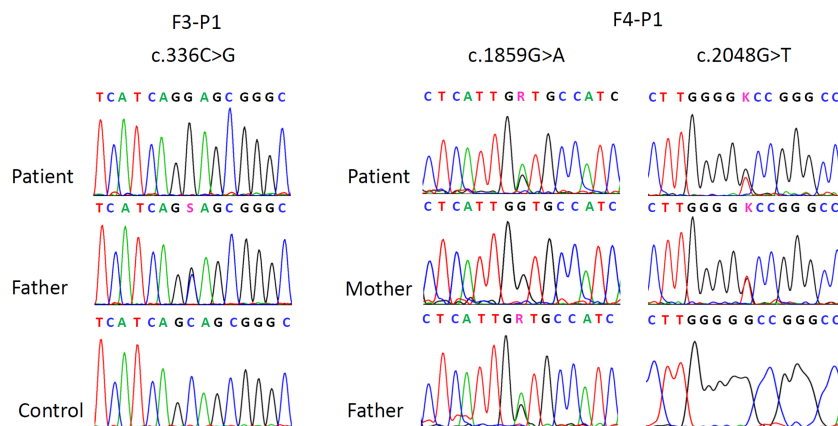 F3-P1
F4-P1
c.336C>G
c.1859G>A
c.2048G>T
TCATCAGGAGCGGGC
CTCATTGRTGCCATC
CTTGGGGKCCGGGCC
Patient
Patient
TCATCAGSAGCGGGC
CTCATTGGTGCCATC
CTTGGGGKCCGGGCC
Father
Mother
TCATCAGCAGCGGGC
CTCATTGRTGCCATC
CTTGGGGGCCGGGCC
Control
Father